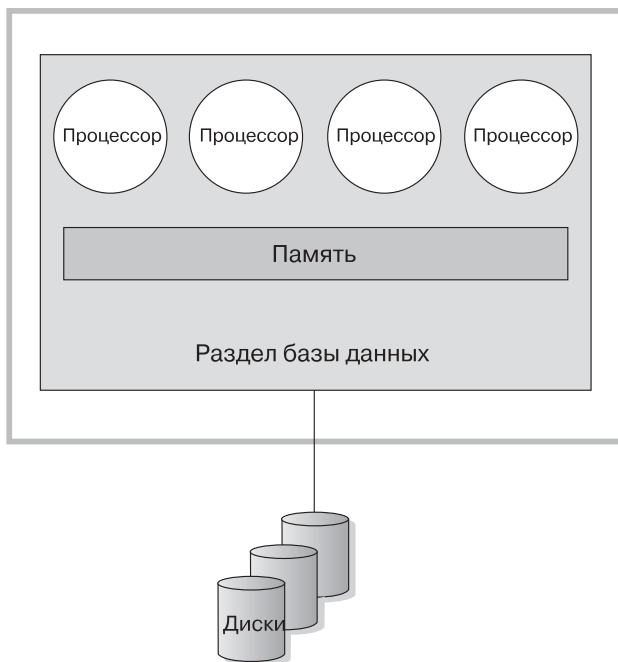 Процессор Процессор Процессор Процессор
Память
Раздел базы данных
Диски